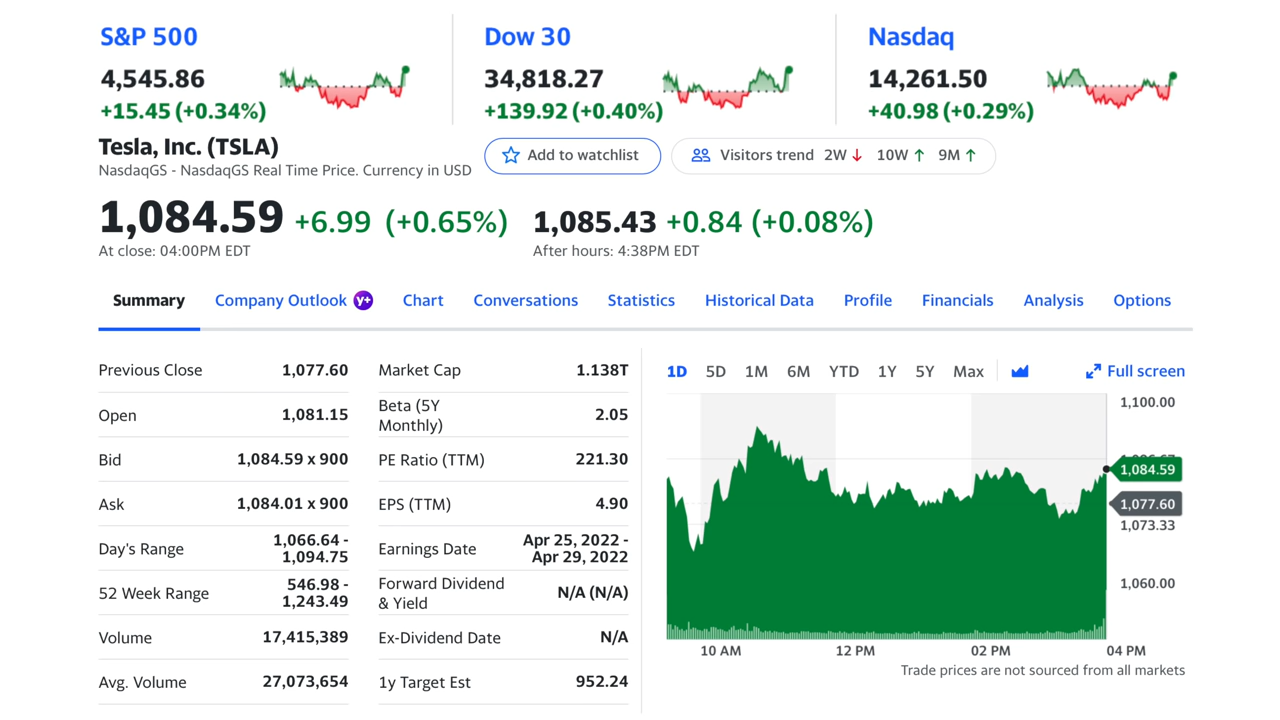 S&P 500
4,545.86
+15.45 (+0.34%)
Dow 30
34,818.27
+139.92 (+0.40%)
Nasdaq
14,261.50
+40.98 (+0.29%)
Tesla, Inc. (TSLA)
NasdaqGS - NasdaqGS Real Time Price. Currency in USD
Add to watchlist
Visitors trend 2W ↓ 10W ↑ 9M ↑
1,084.59 +6.99 (+0.65%)
At close: 04:00PM EDT
1,085.43 +0.84 (+0.08%)
After hours: 4:38PM EDT
Summary Company Outlook y+ Chart Conversations Statistics Historical Data Profile Financials Analysis Options
Previous Close 1,077.60
Open 1,081.15
Bid 1,084.59 x 900
Ask 1,084.01 x 900
Day's Range 1,066.64 -
1,094.75
52 Week Range 546.98 -
1,243.49
Volume 17,415,389
Avg. Volume 27,073,654
Market Cap 1.138T
Beta (5Y
Monthly) 2.05
PE Ratio (TTM) 221.30
EPS (TTM) 4.90
Earnings Date Apr 25, 2022 -
Apr 29, 2022
Forward Dividend
& Yield N/A (N/A)
Ex-Dividend Date N/A
1y Target Est 952.24
1D 5D 1M 6M YTD 1Y 5Y Max Full screen
1,100.00
1,084.59
1,077.60
1,073.33
1,060.00
10 AM 12 PM 02 PM 04 PM
Trade prices are not sourced from all markets